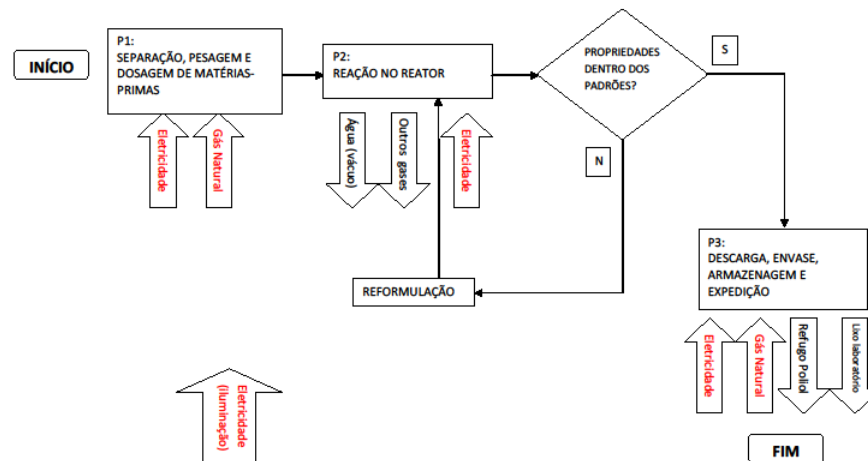 INÍCIO
P1:
SEPARAÇÃO, PESAGEM E
DOSAGEM DE MATÉRIAS-
PRIMAS
P2:
REAÇÃO NO REATOR
PROPRIEDADES
DENTRO DOS
PADRÕES?
S
N
Eletricidade
Gás Natural
Água (vácuo)
Outros gases
Eletricidade
REFORMULAÇÃO
P3:
DESCARGA, ENVASE,
ARMAZENAGEM E
EXPEDIÇÃO
Eletricidade
Gás Natural
Refugo Poliol
Lixo laboratório
Eletricidade
(iluminação)
FIM